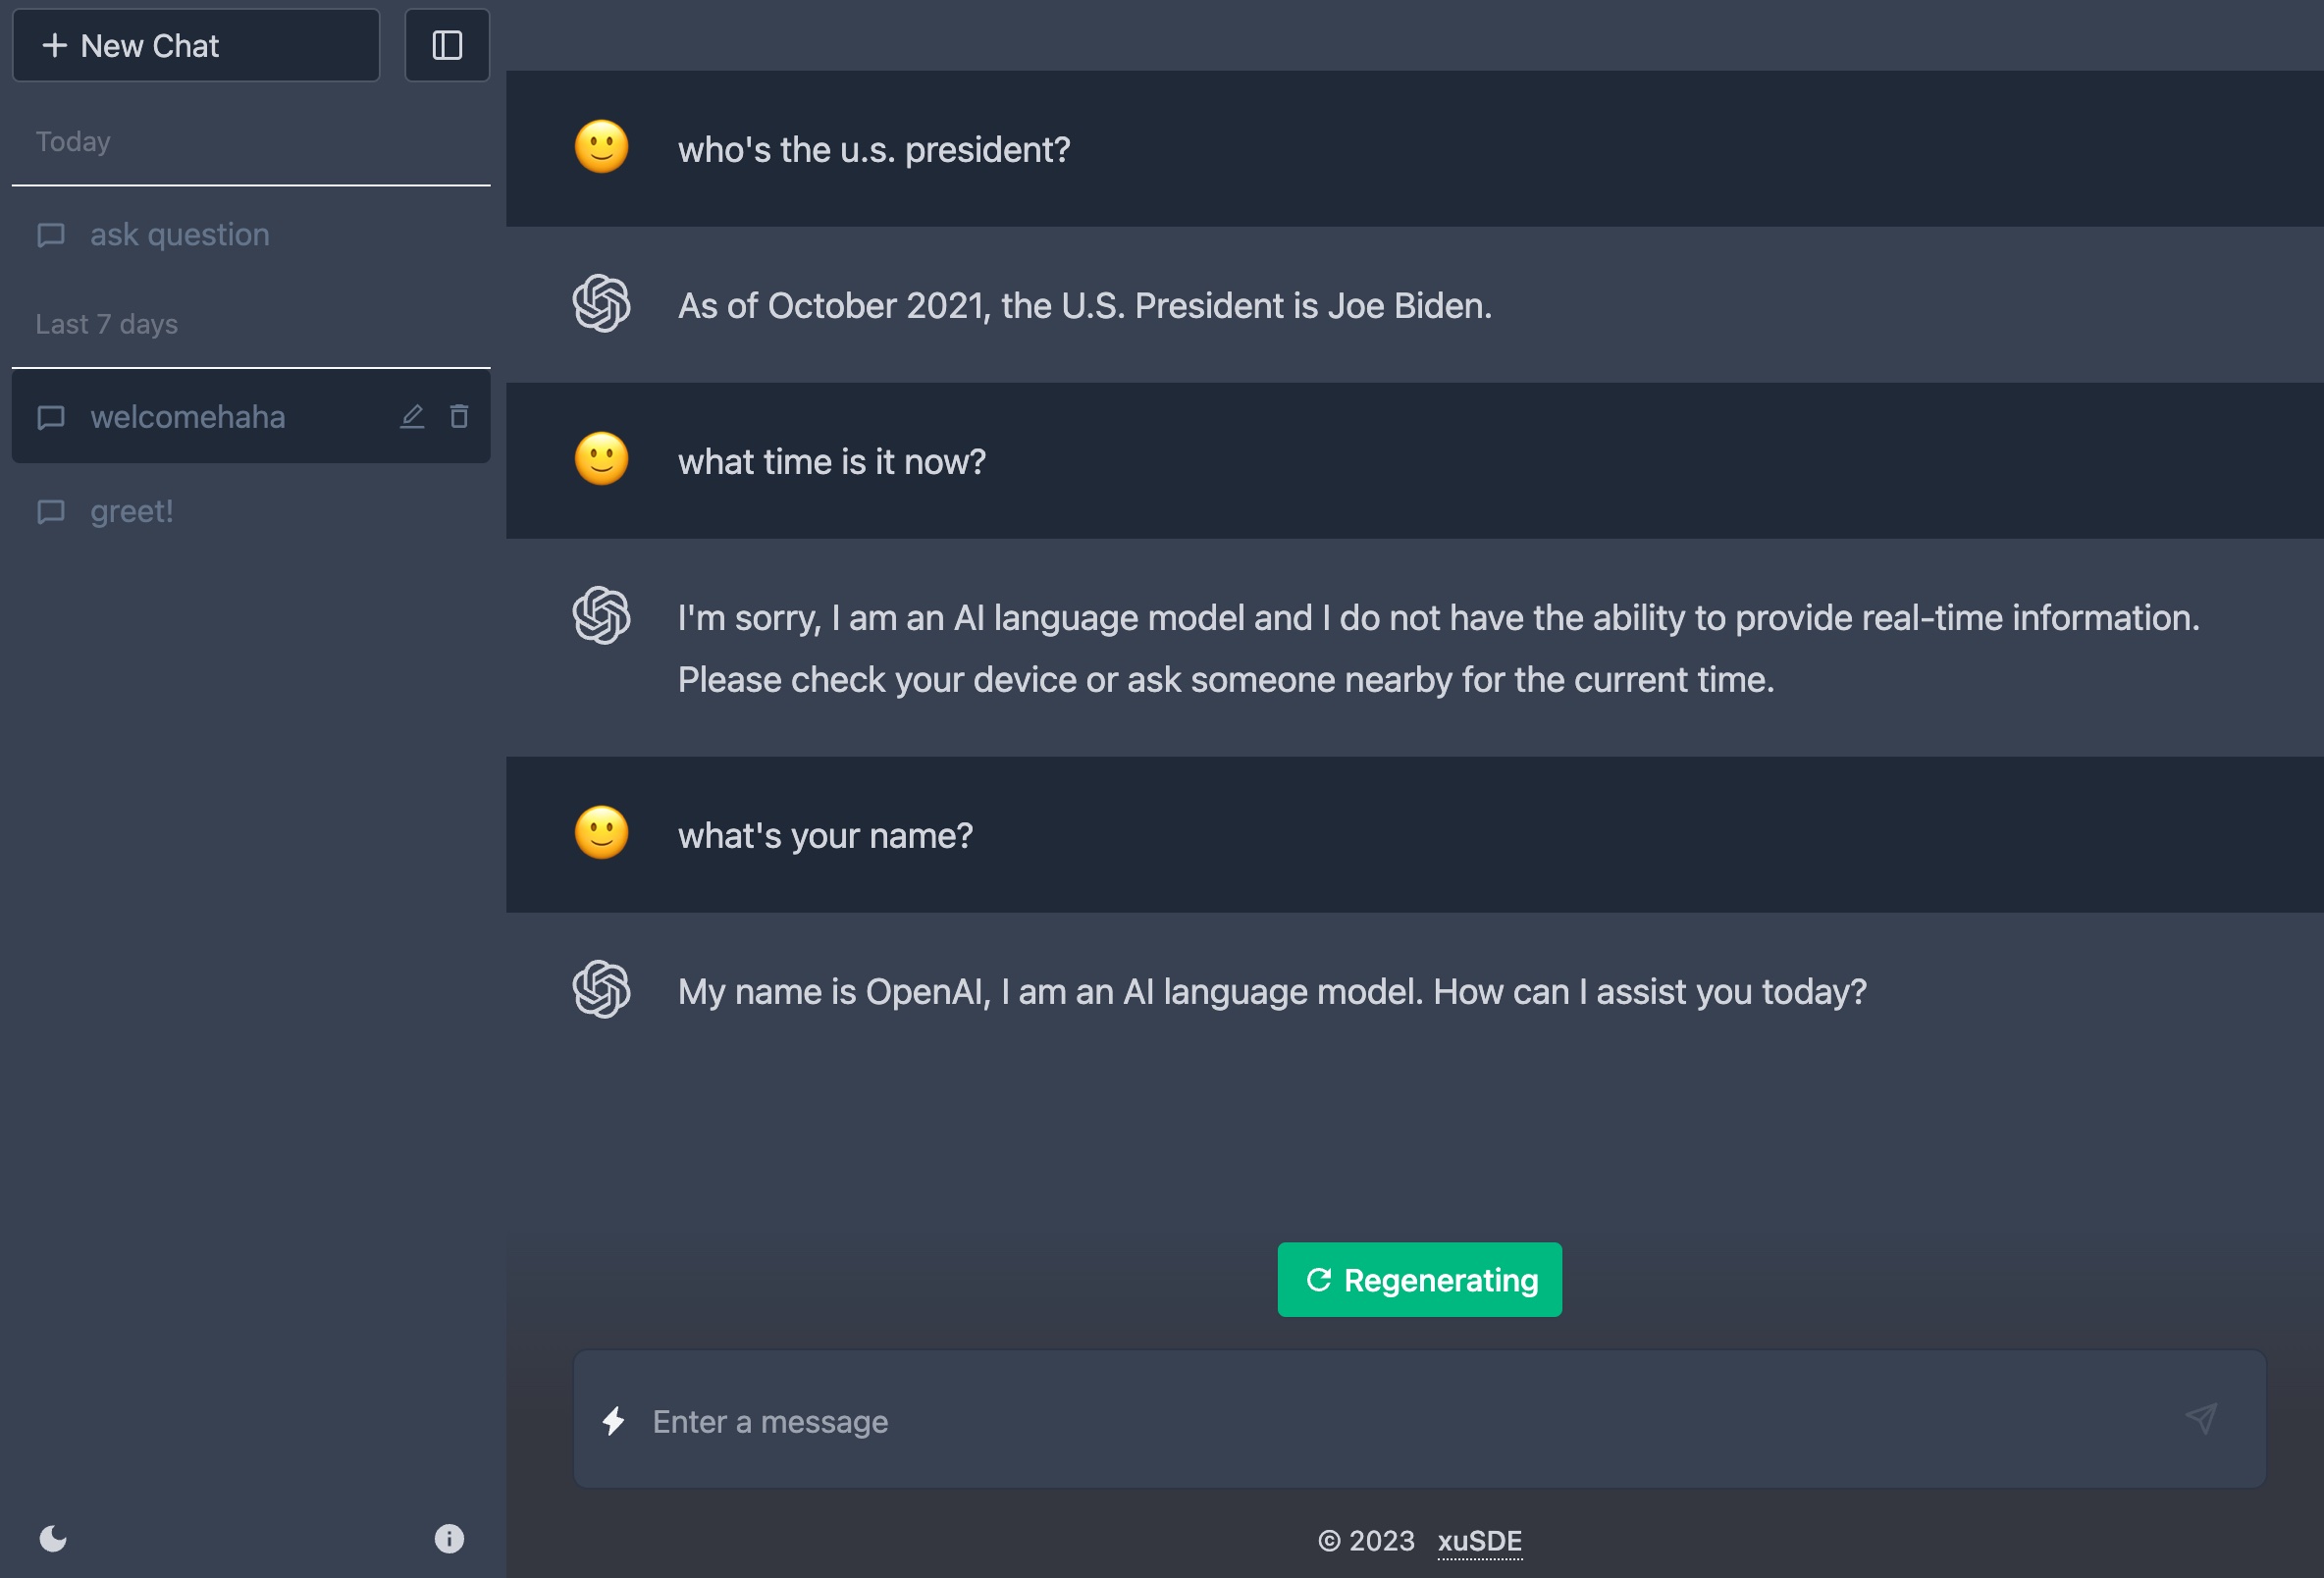 New Chat
Today
ask question
Last 7 days
welcomehaha
greet!
who's the u.s. president?
As of October 2021, the U.S. President is Joe Biden.
what time is it now?
I'm sorry, I am an AI language model and I do not have the ability to provide real-time information.
Please check your device or ask someone nearby for the current time.
what's your name?
My name is OpenAI, I am an AI language model. How can I assist you today?
Regenerating
Enter a message
© 2023 xuSDE